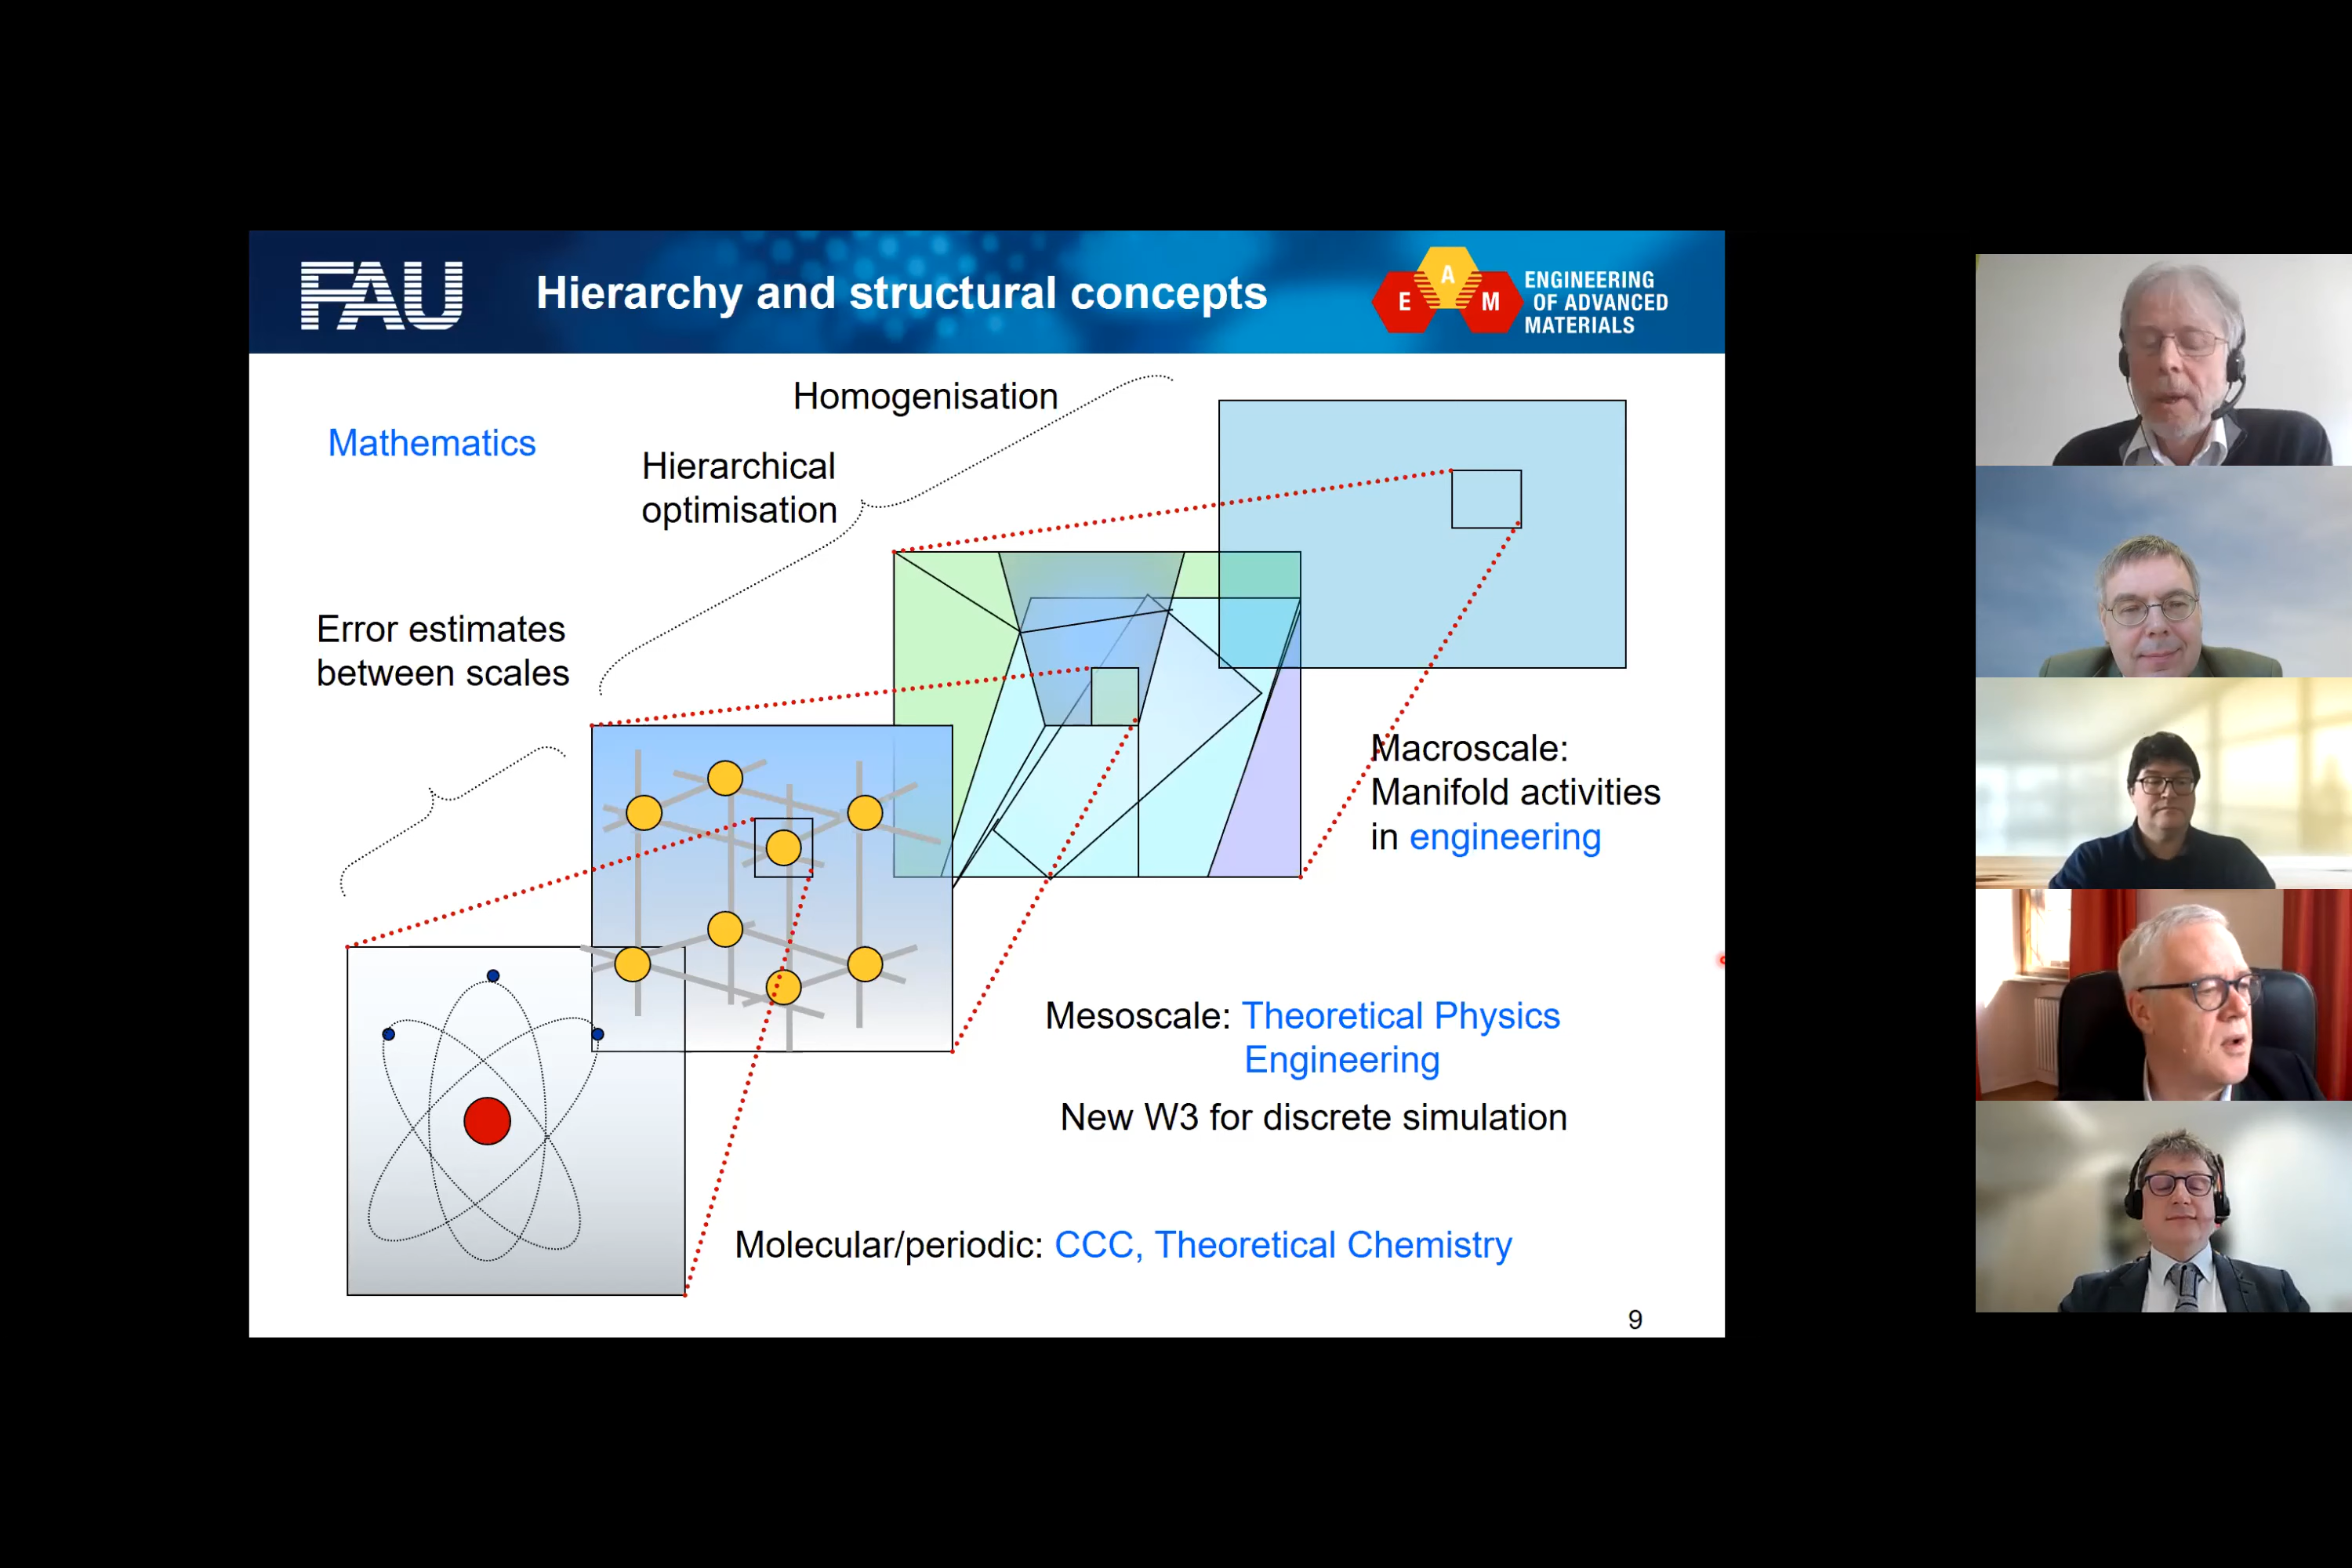 FAU
Hierarchy and structural concepts
E A M
ENGINEERING
OF ADVANCED
MATERIALS
Homogenisation
Mathematics
Hierarchical
optimisation
Error estimates
between scales
Macroscale:
Manifold activities
in engineering
Mesoscale: Theoretical Physics
Engineering
New W3 for discrete simulation
Molecular/periodic: CCC, Theoretical Chemistry
9